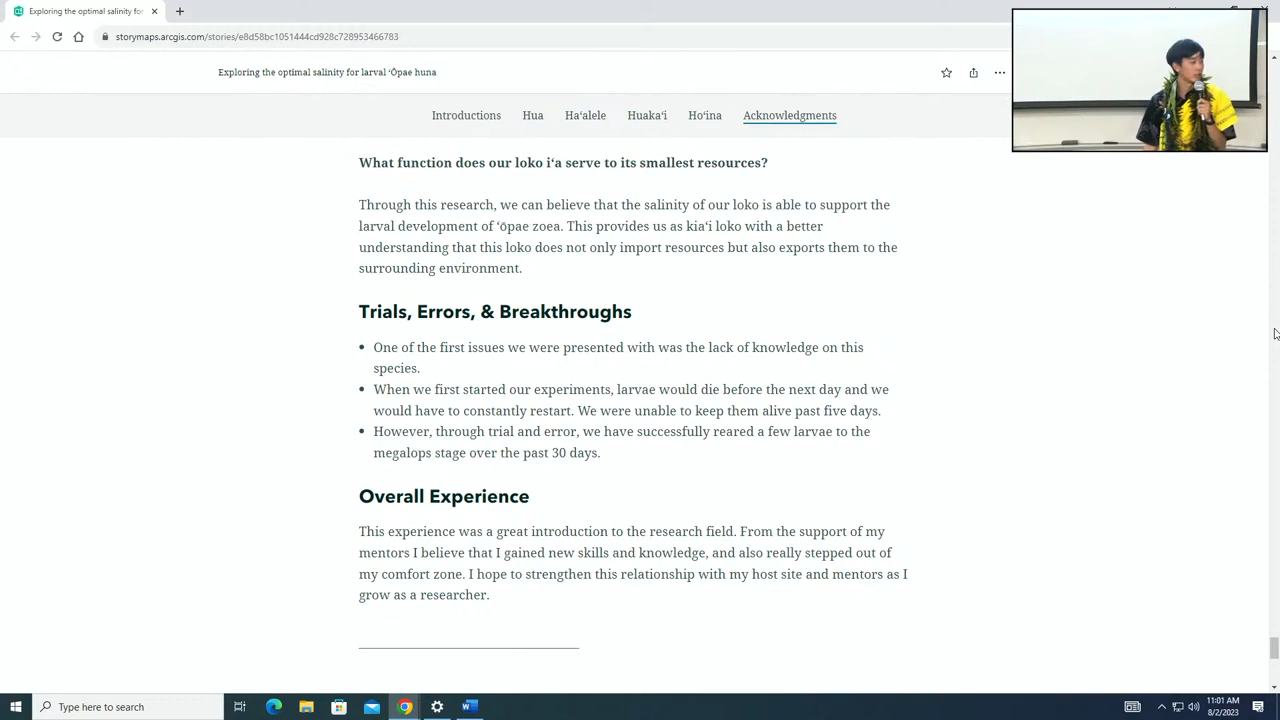 Exploring the optimal salinity for
storymaps.arcgis.com/stories/e8d58bc1051444cd928c728953466783
Exploring the optimal salinity for larval ʻŌpae huna
Introductions Hua Haʻalele Huakaʻi Hoʻina Acknowledgments
What function does our loko iʻa serve to its smallest resources?
Through this research, we can believe that the salinity of our loko is able to support the
larval development of ʻōpae zoea. This provides us as kiaʻi loko with a better
understanding that this loko does not only import resources but also exports them to the
surrounding environment.
Trials, Errors, & Breakthroughs
One of the first issues we were presented with was the lack of knowledge on this
species.
When we first started our experiments, larvae would die before the next day and we
would have to constantly restart. We were unable to keep them alive past five days.
However, through trial and error, we have successfully reared a few larvae to the
megalops stage over the past 30 days.
Overall Experience
This experience was a great introduction to the research field. From the support of my
mentors I believe that I gained new skills and knowledge, and also really stepped out of
my comfort zone. I hope to strengthen this relationship with my host site and mentors as I
grow as a researcher.
Type here to search
11:01 AM
8/2/2023